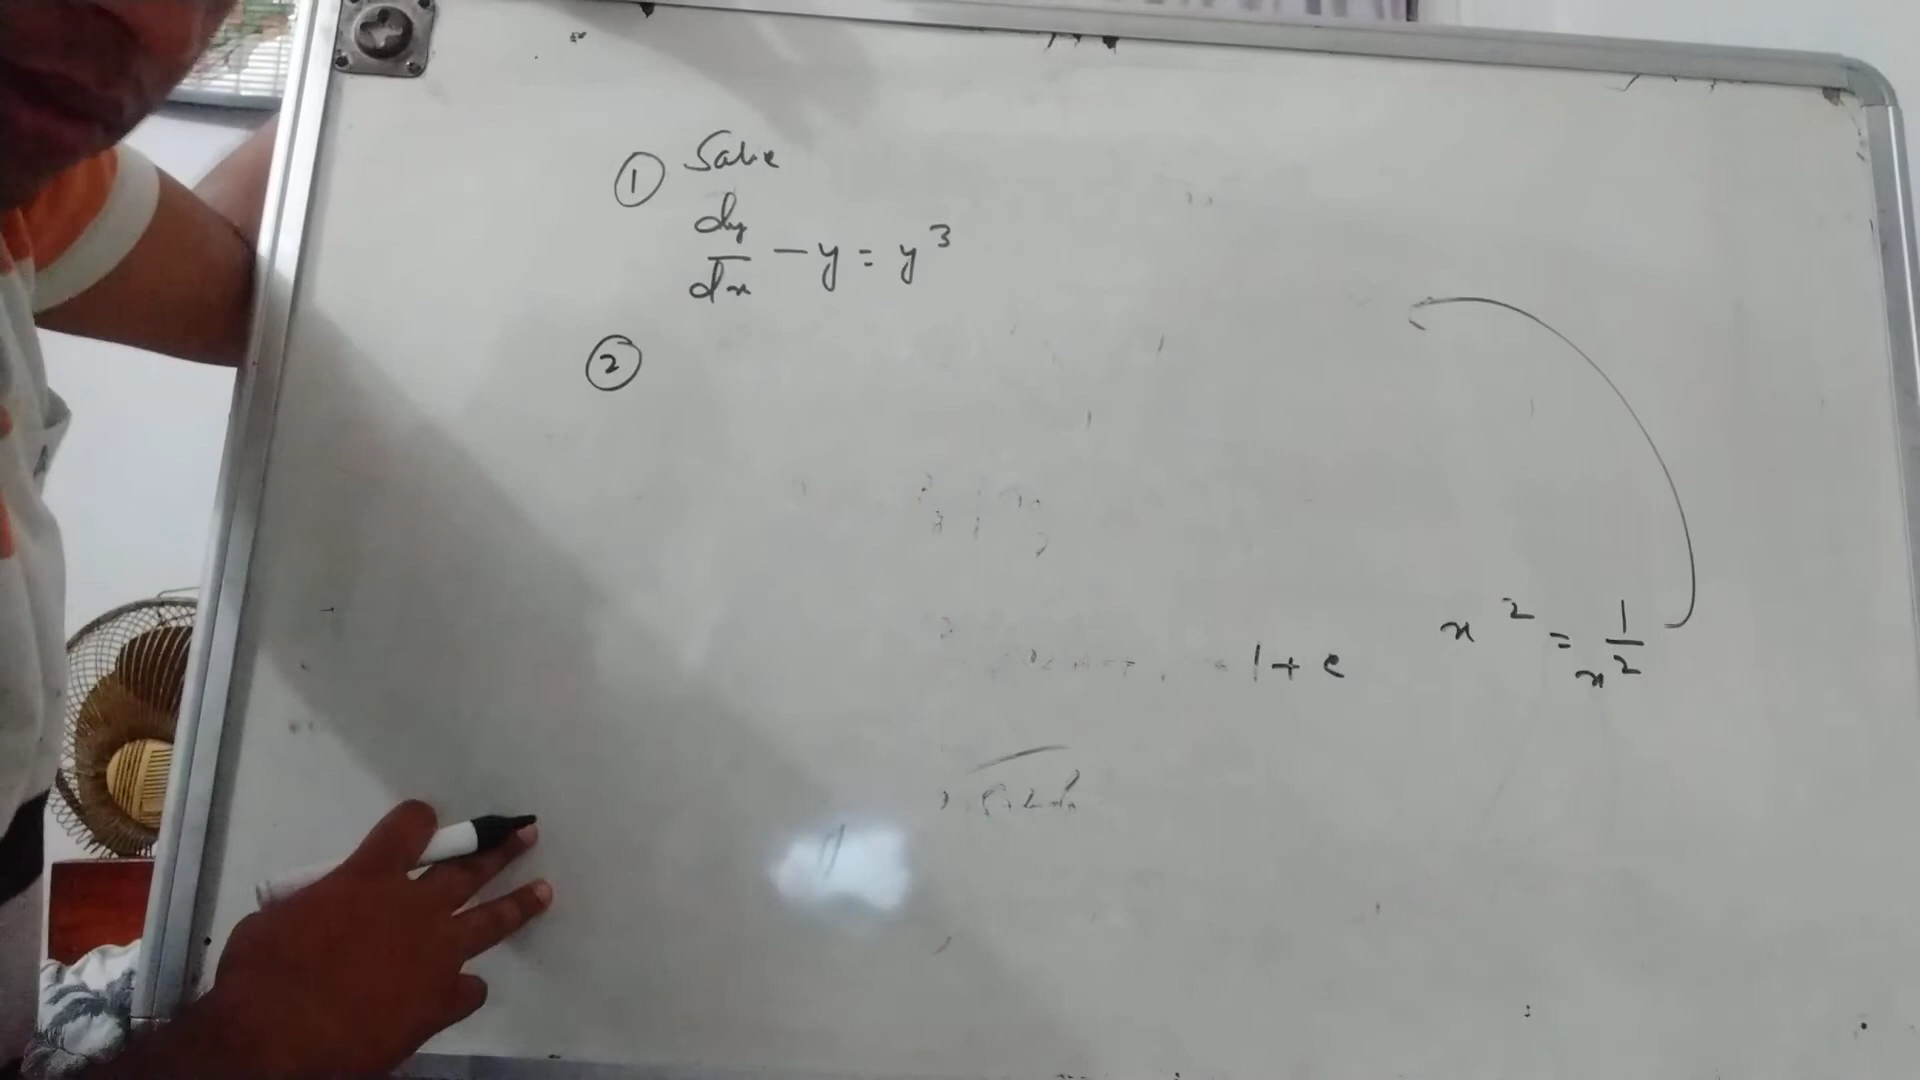 ① Solve
dy/dx - y = y³
②
1 + e
x² = 1/x²